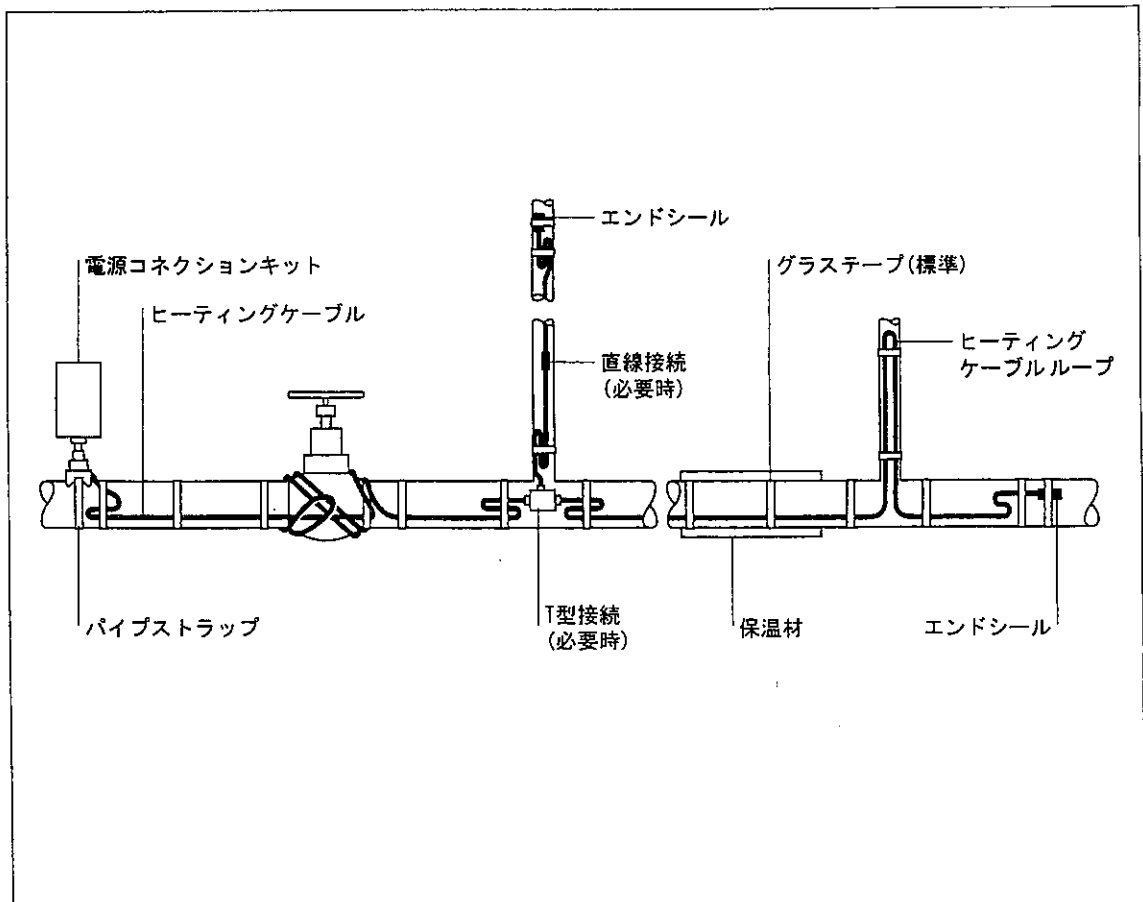 エンドシール
電源コネクションキット
グラステープ(標準)
ヒーティングケーブル
直線接続
(必要時)
ヒーティング
ケーブルループ
パイプストラップ
T型接続
(必要時)
保温材
エンドシール